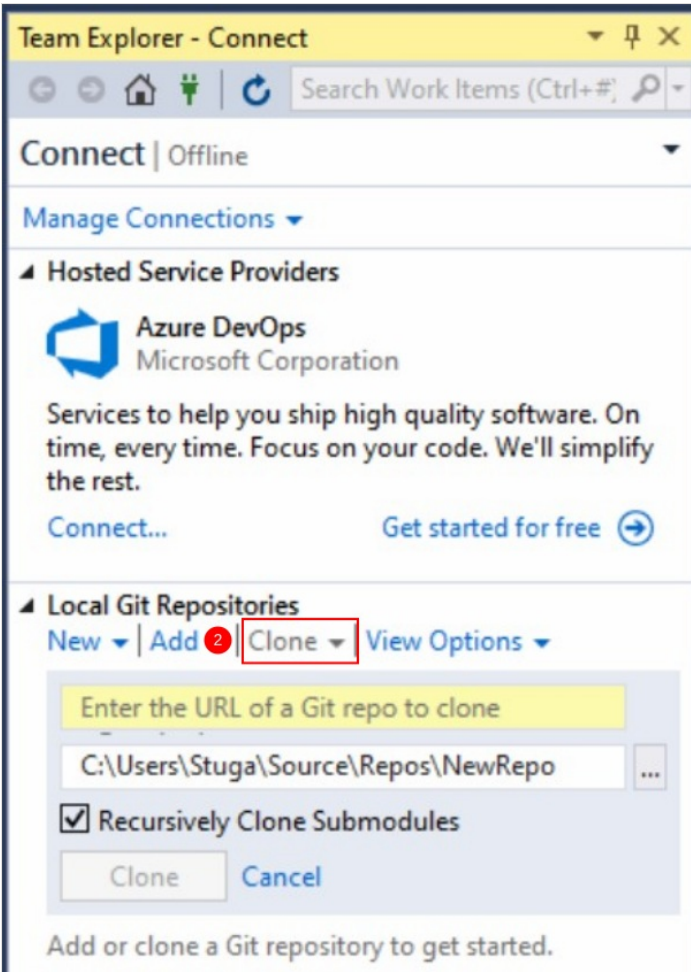 Team Explorer - Connect
Search Work Items (Ctrl+#)
Connect | Offline
Manage Connections
Hosted Service Providers
Azure DevOps
Microsoft Corporation
Services to help you ship high quality software. On
time, every time. Focus on your code. We'll simplify
the rest.
Connect... Get started for free
Local Git Repositories
New | Add 2 | Clone | View Options
Enter the URL of a Git repo to clone
C:\Users\Stuga\Source\Repos\NewRepo ...
Recursively Clone Submodules
Clone Cancel
Add or clone a Git repository to get started.